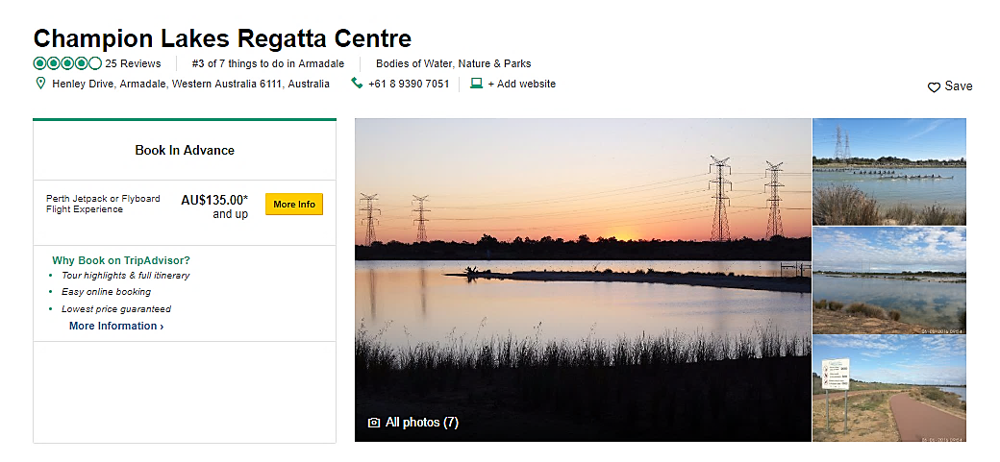 Champion Lakes Regatta Centre
25 Reviews
#3 of 7 things to do in Armadale
Bodies of Water, Nature & Parks
Henley Drive, Armadale, Western Australia 6111, Australia
+61 8 9390 7051
+ Add website
Save
Book In Advance
Perth Jetpack or Flyboard
Flight Experience
AU$135.00*
and up
More Info
Why Book on TripAdvisor?
• Tour highlights & full itinerary
• Easy online booking
• Lowest price guaranteed
More Information ›
All photos (7)